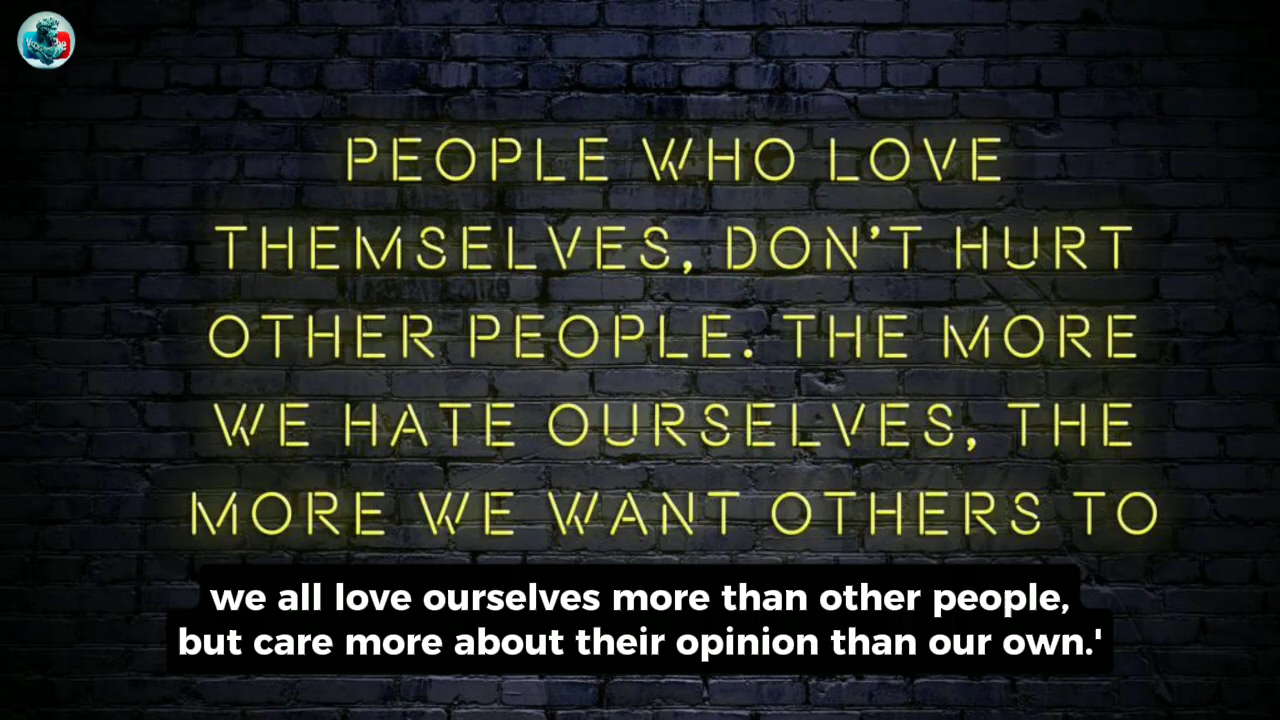 PEOPLE WHO LOVE
THEMSELVES, DON’T HURT
OTHER PEOPLE. THE MORE
WE HATE OURSELVES, THE
MORE WE WANT OTHERS TO
we all love ourselves more than other people,
but care more about their opinion than our own.'